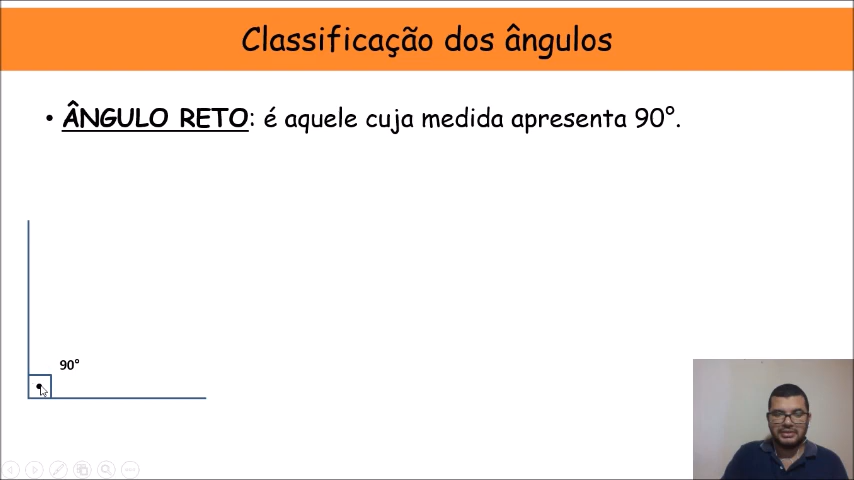 Classificação dos ângulos
• ÂNGULO RETO: é aquele cuja medida apresenta 90°.
90°